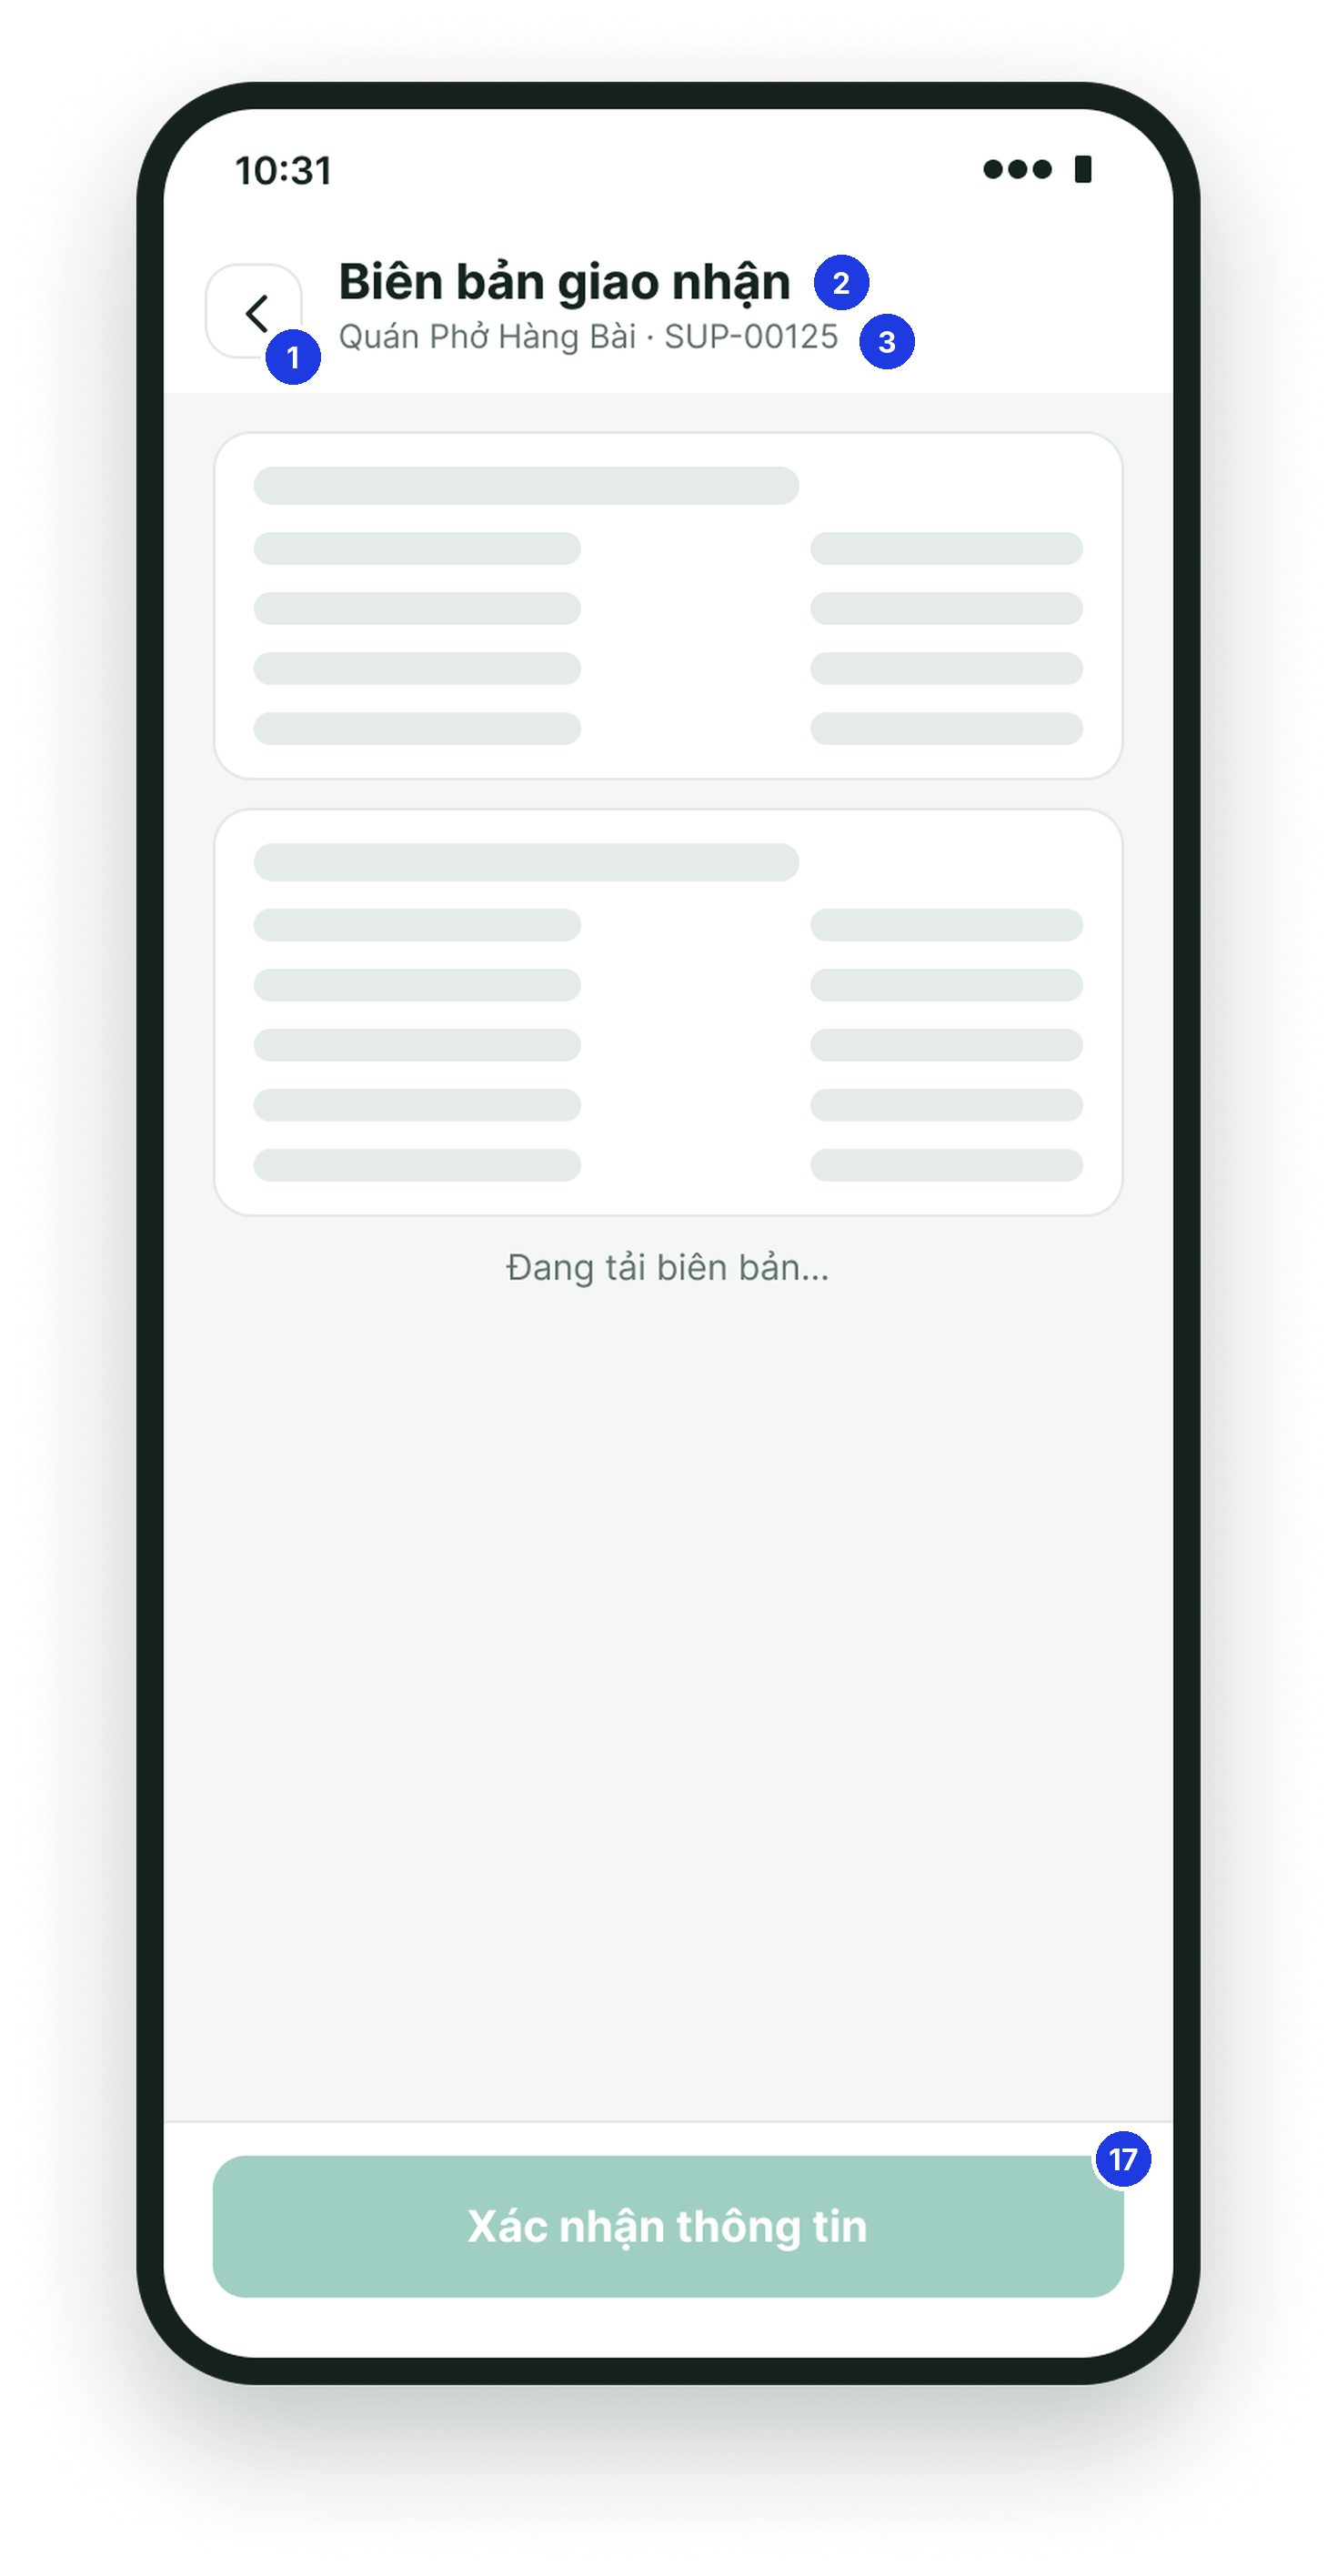 10:31
Biên bản giao nhận 2
1 Quán Phở Hàng Bài · SUP-00125 3
Đang tải biên bản...
17
Xác nhận thông tin